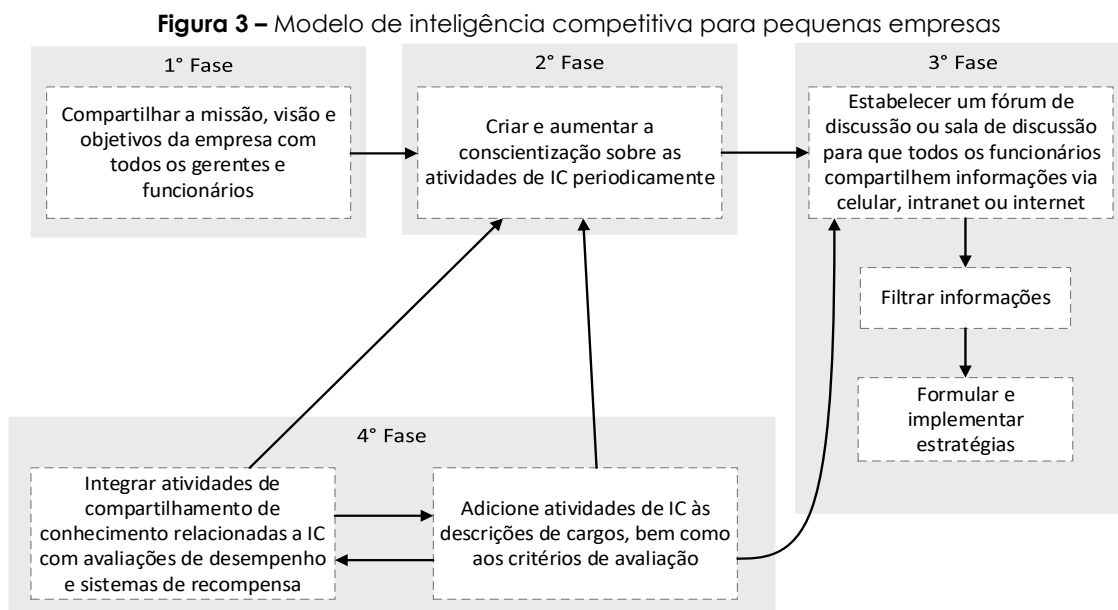 Figura 3 – Modelo de inteligência competitiva para pequenas empresas
1° Fase
Compartilhar a missão, visão e
objetivos da empresa com
todos os gerentes e
funcionários
2° Fase
Criar e aumentar a
conscientização sobre as
atividades de IC periodicamente
3° Fase
Estabelecer um fórum de
discussão ou sala de discussão
para que todos os funcionários
compartilhem informações via
celular, intranet ou internet
Filtrar informações
Formular e
implementar
estratégias
4° Fase
Integrar atividades de
compartilhamento de
conhecimento relacionadas a IC
com avaliações de desempenho
e sistemas de recompensa
Adicione atividades de IC às
descrições de cargos, bem como
aos critérios de avaliação